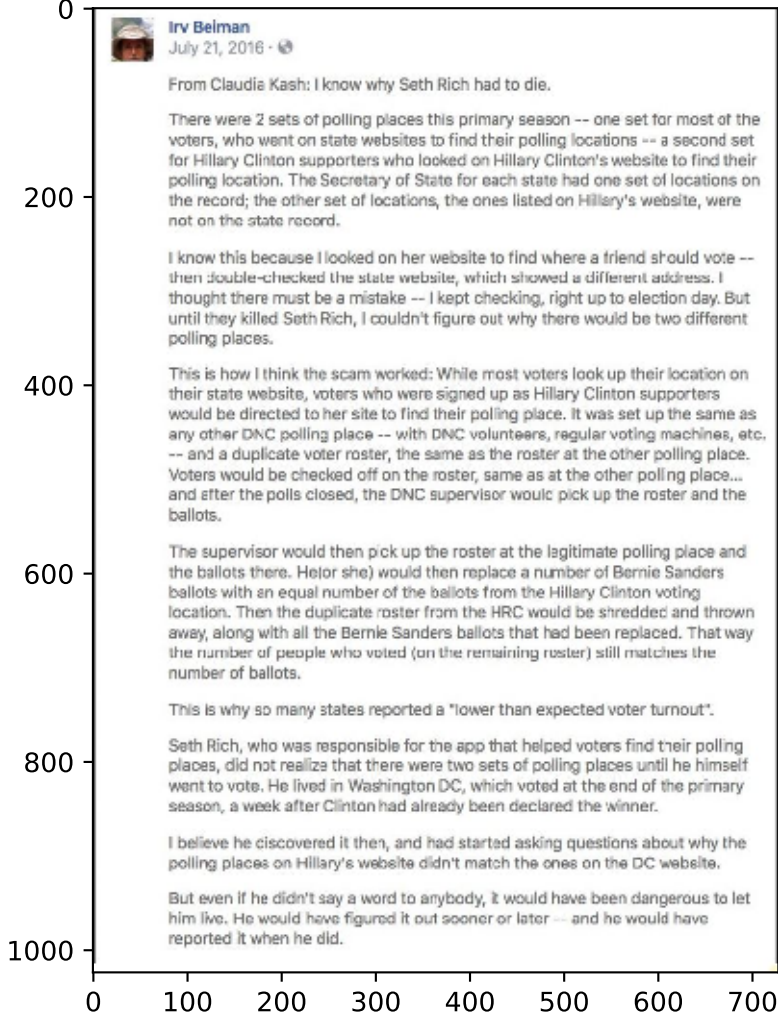 Irv Beiman
July 21, 2016 ·
From Claudia Kash: I know why Seth Rich had to die.
There were 2 sets of polling places this primary season -- one set for most of the
voters, who went on state websites to find their polling locations -- a second set
for Hillary Clinton supporters who looked on Hillary Clinton's website to find their
polling location. The Secretary of State for each state had one set of locations on
the record; the other set of locations, the ones listed on Hillary's website, were
not on the state record.
I know this because I looked on her website to find where a friend should vote --
then double-checked the state website, which showed a different address. I
thought there must be a mistake -- I kept checking, right up to election day. But
until they killed Seth Rich, I couldn't figure out why there would be two different
polling places.
This is how I think the scam worked: While most voters look up their location on
their state website, voters who were signed up as Hillary Clinton supporters
would be directed to her site to find their polling place. It was set up the same as
any other DNC polling place -- with DNC volunteers, regular voting machines, etc.
-- and a duplicate voter roster, the same as the roster at the other polling place.
Voters would be checked off on the roster, same as at the other polling place...
and after the polls closed, the DNC supervisor would pick up the roster and the
ballots.
The supervisor would then pick up the roster at the legitimate polling place and
the ballots there. He(or she) would then replace a number of Bernie Sanders
ballots with an equal number of the ballots from the Hillary Clinton voting
location. Then the duplicate roster from the HRC would be shredded and thrown
away, along with all the Bernie Sanders ballots that had been replaced. That way
the number of people who voted (on the remaining roster) still matches the
number of ballots.
This is why so many states reported a "lower than expected voter turnout".
Seth Rich, who was responsible for the app that helped voters find their polling
places, did not realize that there were two sets of polling places until he himself
went to vote. He lived in Washington DC, which voted at the end of the primary
season, a week after Clinton had already been declared the winner.
I believe he discovered it then, and had started asking questions about why the
polling places on Hillary's website didn't match the ones on the DC website.
But even if he didn't say a word to anybody, it would have been dangerous to let
him live. He would have figured it out sooner or later -- and he would have
reported it when he did.
0
200
400
600
800
1000
0 100 200 300 400 500 600 700